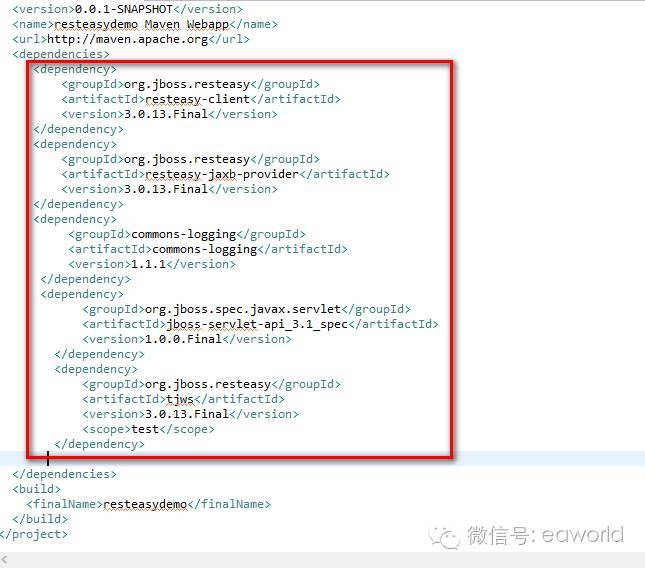 <version>0.0.1-SNAPSHOT</version>
<name>resteasydemo Maven Webapp</name>
<url>http://maven.apache.org</url>
<dependencies>
<dependency>
<groupId>org.jboss.resteasy</groupId>
<artifactId>resteasy-client</artifactId>
<version>3.0.13.Final</version>
</dependency>
<dependency>
<groupId>org.jboss.resteasy</groupId>
<artifactId>resteasy-jaxb-provider</artifactId>
<version>3.0.13.Final</version>
</dependency>
<dependency>
<groupId>commons-logging</groupId>
<artifactId>commons-logging</artifactId>
<version>1.1.1</version>
</dependency>
<dependency>
<groupId>org.jboss.spec.javax.servlet</groupId>
<artifactId>jboss-servlet-api_3.1_spec</artifactId>
<version>1.0.0.Final</version>
</dependency>
<dependency>
<groupId>org.jboss.resteasy</groupId>
<artifactId>tjws</artifactId>
<version>3.0.13.Final</version>
<scope>test</scope>
</dependency>
</dependencies>
<build>
<finalName>resteasydemo</finalName>
</build>
</project>
微信号: eaworld